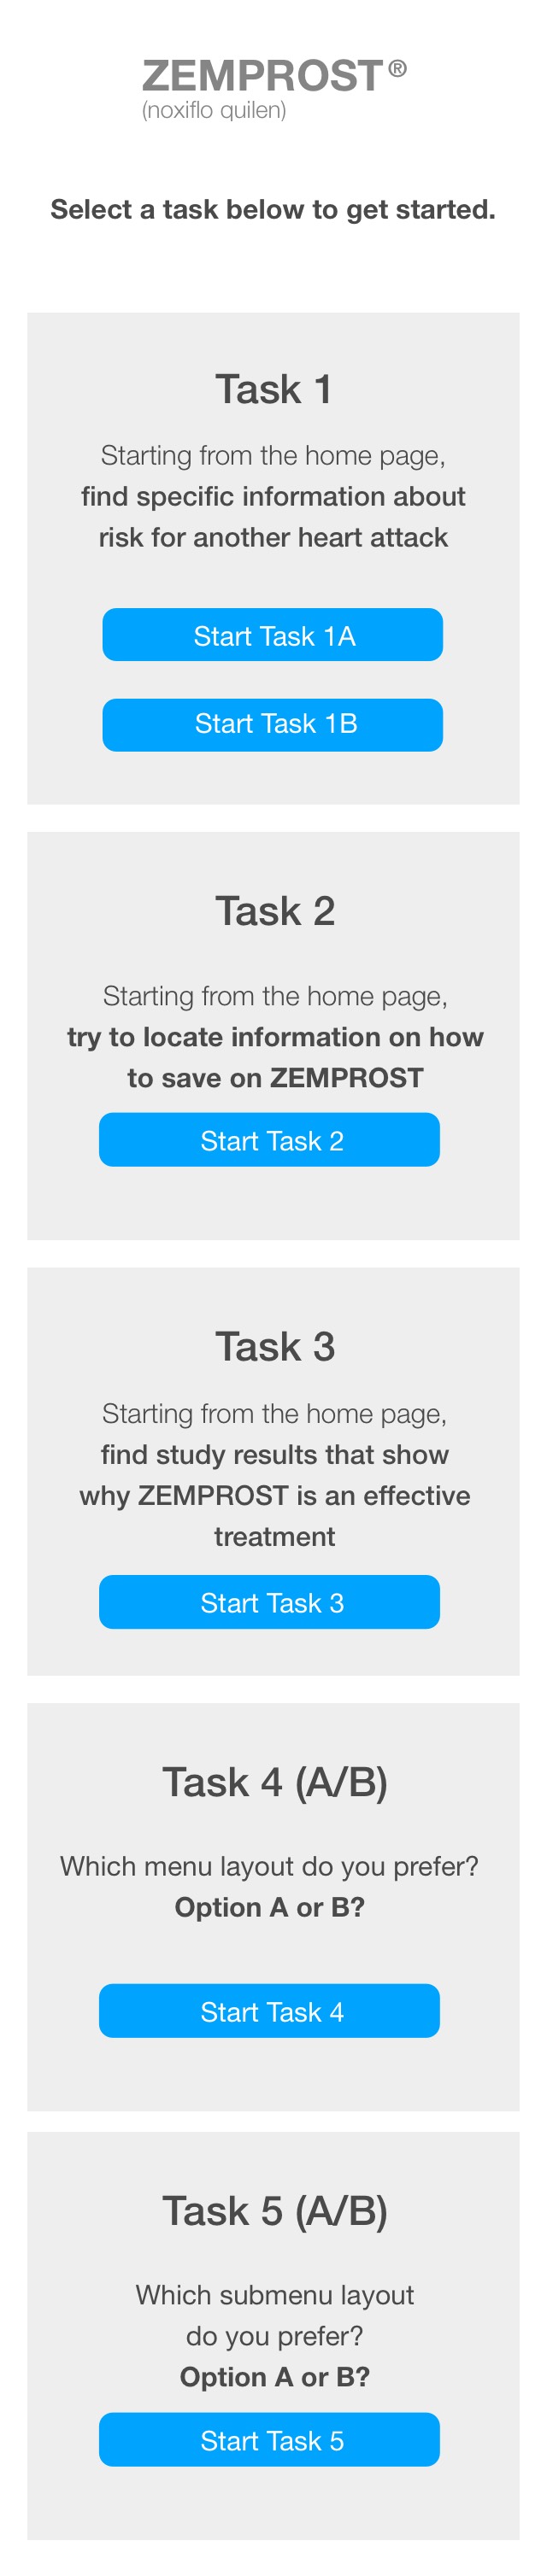 ZEMPROST®
(noxiflo quilen)
Select a task below to get started.
Task 1
Starting from the home page,
find specific information about
risk for another heart attack
Start Task 1A
Start Task 1B
Task 2
Starting from the home page,
try to locate information on how
to save on ZEMPROST
Start Task 2
Task 3
Starting from the home page,
find study results that show
why ZEMPROST is an effective
treatment
Start Task 3
Task 4 (A/B)
Which menu layout do you prefer?
Option A or B?
Start Task 4
Task 5 (A/B)
Which submenu layout
do you prefer?
Option A or B?
Start Task 5